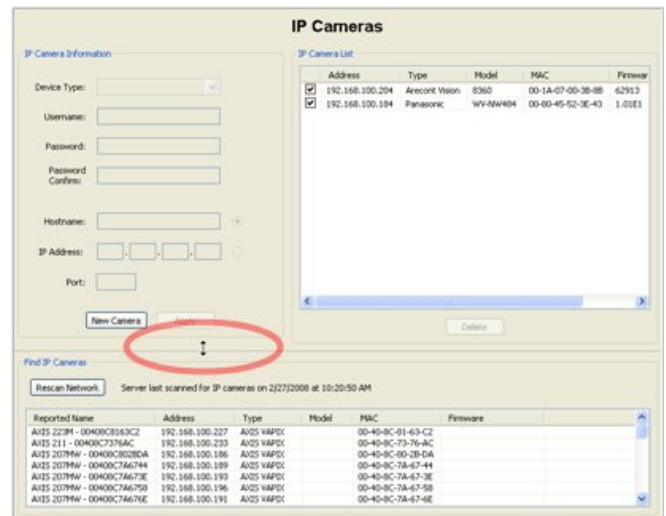 IP Cameras
IP Camera Information
Device Type:
Username:
Password:
Password
Confirm:
Hostname:
IP Address:
. . .
Port:
New Camera Apply
IP Camera List
Address Type Model MAC Firmwar
192.168.100.204 Arecont Vision 8360 00-1A-07-00-3B-8B 62913
192.168.100.184 Panasonic WV-NW484 00-80-45-52-3E-43 1.01E1
Delete
Find IP Cameras
Rescan Network Server last scanned for IP cameras on 2/27/2008 at 10:20:50 AM
Reported Name Address Type Model MAC Firmware
AXIS 223M - 00408C8163C2 192.168.100.227 AXIS VAPIX 00-40-8C-81-63-C2
AXIS 211 - 00408C7376AC 192.168.100.233 AXIS VAPIX 00-40-8C-73-76-AC
AXIS 207MW - 00408C802BDA 192.168.100.186 AXIS VAPIX 00-40-8C-80-2B-DA
AXIS 207MW - 00408C7A6744 192.168.100.189 AXIS VAPIX 00-40-8C-7A-67-44
AXIS 207MW - 00408C7A673E 192.168.100.193 AXIS VAPIX 00-40-8C-7A-67-3E
AXIS 207MW - 00408C7A6758 192.168.100.196 AXIS VAPIX 00-40-8C-7A-67-58
AXIS 207MW - 00408C7A676E 192.168.100.191 AXIS VAPIX 00-40-8C-7A-67-6E